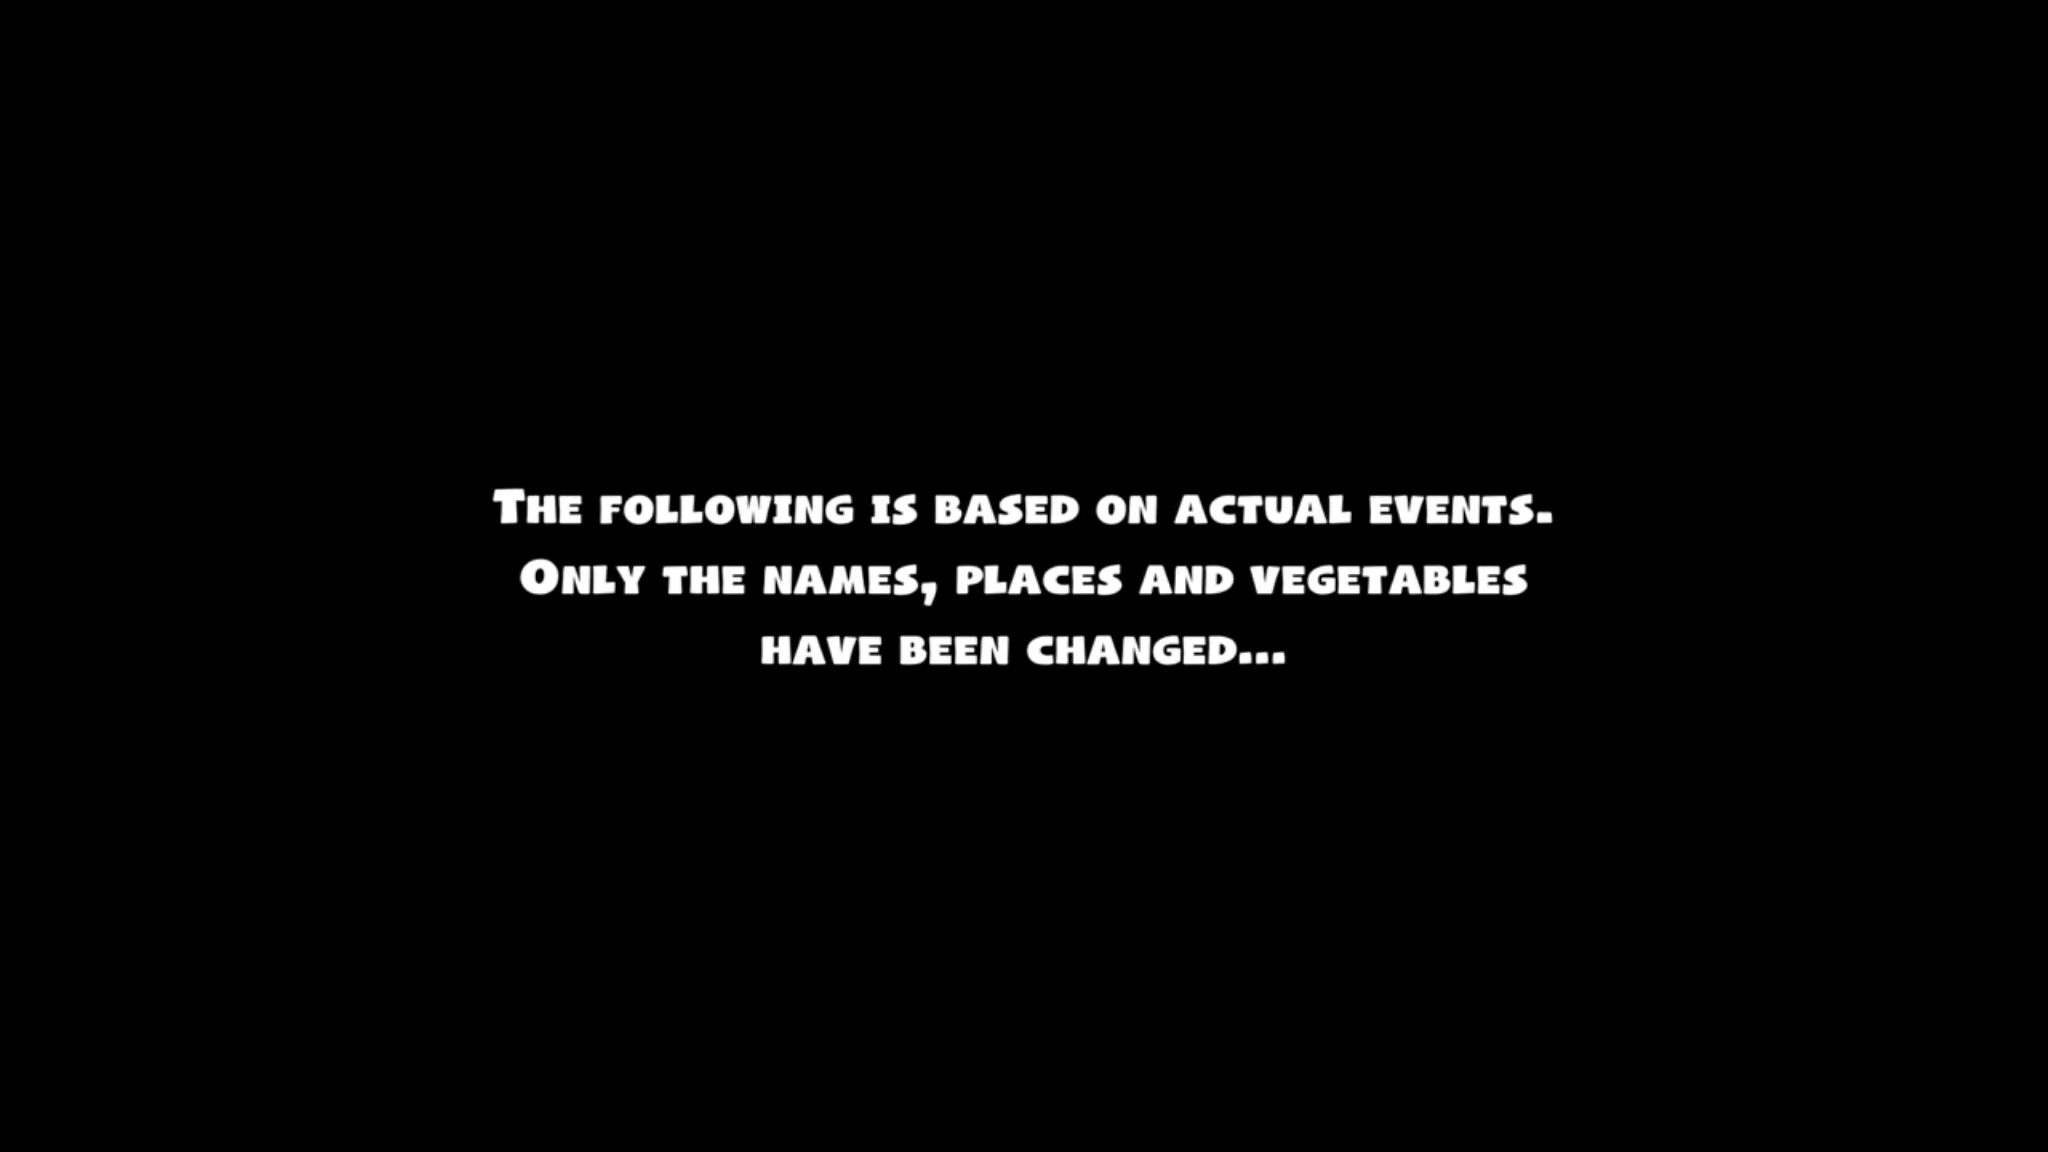 The following is based on actual events.
Only the names, places and vegetables
have been changed...